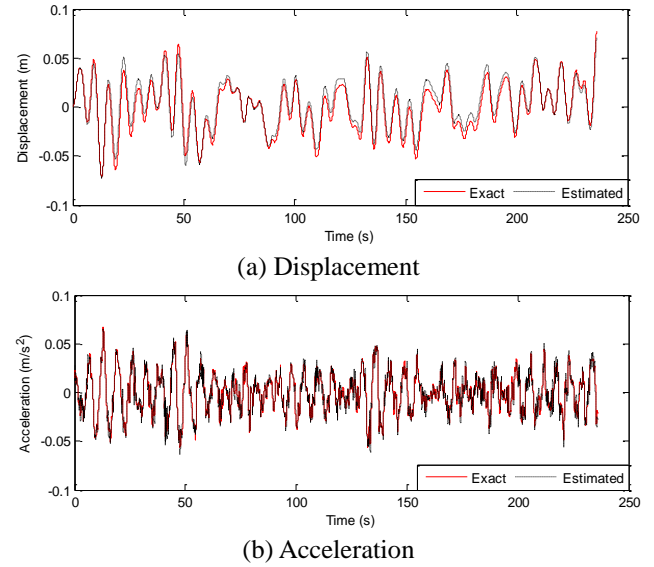 0.1
0.05
0
-0.05
-0.1
Displacement (m)
0 50 100 150 200 250
Time (s)
Exact Estimated
(a) Displacement
0.1
0.05
0
-0.05
-0.1
Acceleration (m/s²)
0 50 100 150 200 250
Time (s)
Exact Estimated
(b) Acceleration